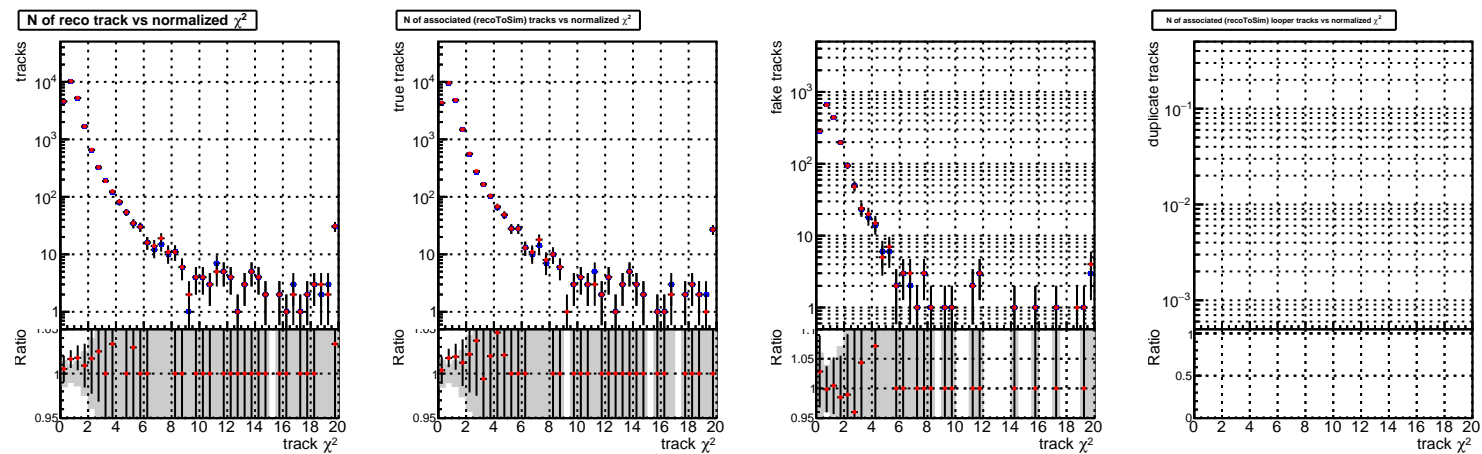 N of reco track vs normalized χ²
tracks
10⁴
10³
10²
10
1
Ratio
1.05
1
0.95
0 2 4 6 8 10 12 14 16 18 20
track χ²
N of associated (recoToSim) tracks vs normalized χ²
true tracks
10⁴
10³
10²
10
1
Ratio
1.05
1
0.95
0 2 4 6 8 10 12 14 16 18 20
track χ²
fake tracks
10³
10²
10
1
Ratio
1.1
1.05
1
0.95
0 2 4 6 8 10 12 14 16 18 20
track χ²
N of associated (recoToSim) looper tracks vs normalized χ²
duplicate tracks
10⁻¹
10⁻²
10⁻³
Ratio
1
0.5
0
0 2 4 6 8 10 12 14 16 18 20
track χ²